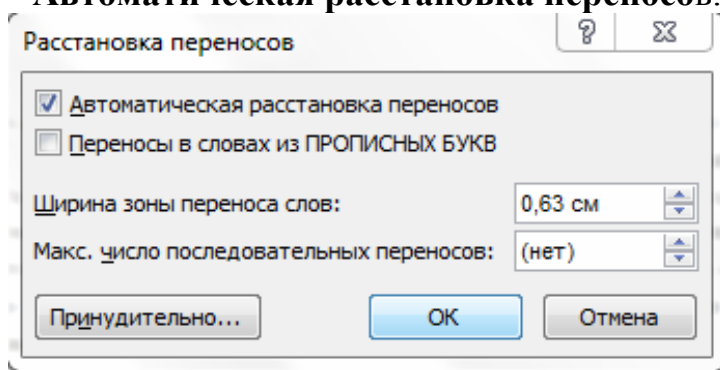 Автоматическая расстановка переносов.
Расстановка переносов
Автоматическая расстановка переносов
Переносы в словах из ПРОПИСНЫХ БУКВ
Ширина зоны переноса слов: 0,63 см
Макс. число последовательных переносов: (нет)
Принудительно... ОК Отмена